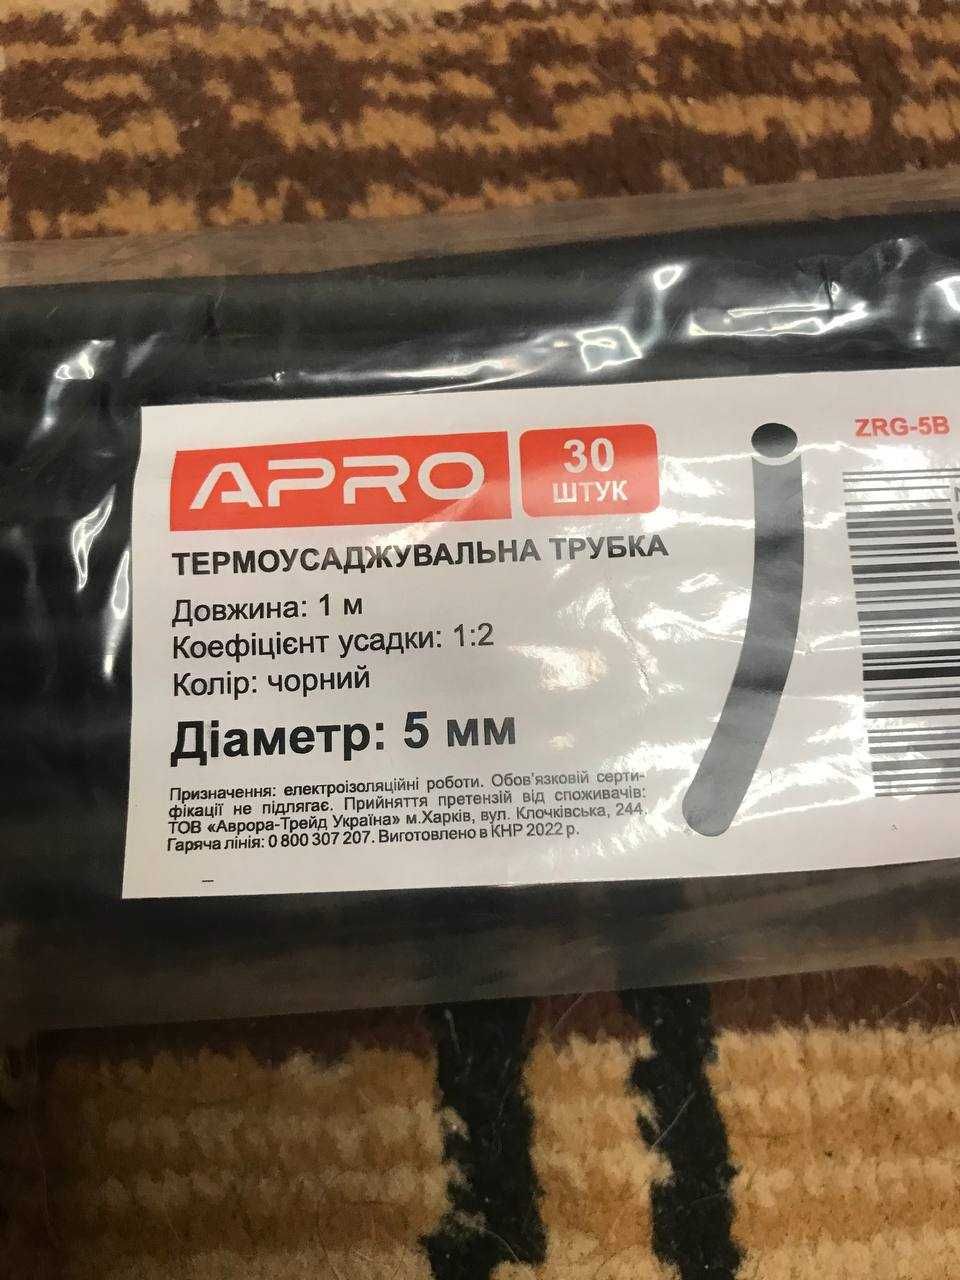 APRO
30
ШТУК
ZRG-5B
ТЕРМОУСАДЖУВАЛЬНА ТРУБКА
Довжина: 1 м
Коефіцієнт усадки: 1:2
Колір: чорний
Діаметр: 5 мм
Призначення: електроізоляційні роботи. Обов'язковій серти-
фікації не підлягає. Прийняття претензій від споживачів:
ТОВ «Аврора-Трейд Україна» м.Харків, вул. Клочківська, 244.
Гаряча лінія: 0 800 307 207. Виготовлено в КНР 2022 р.